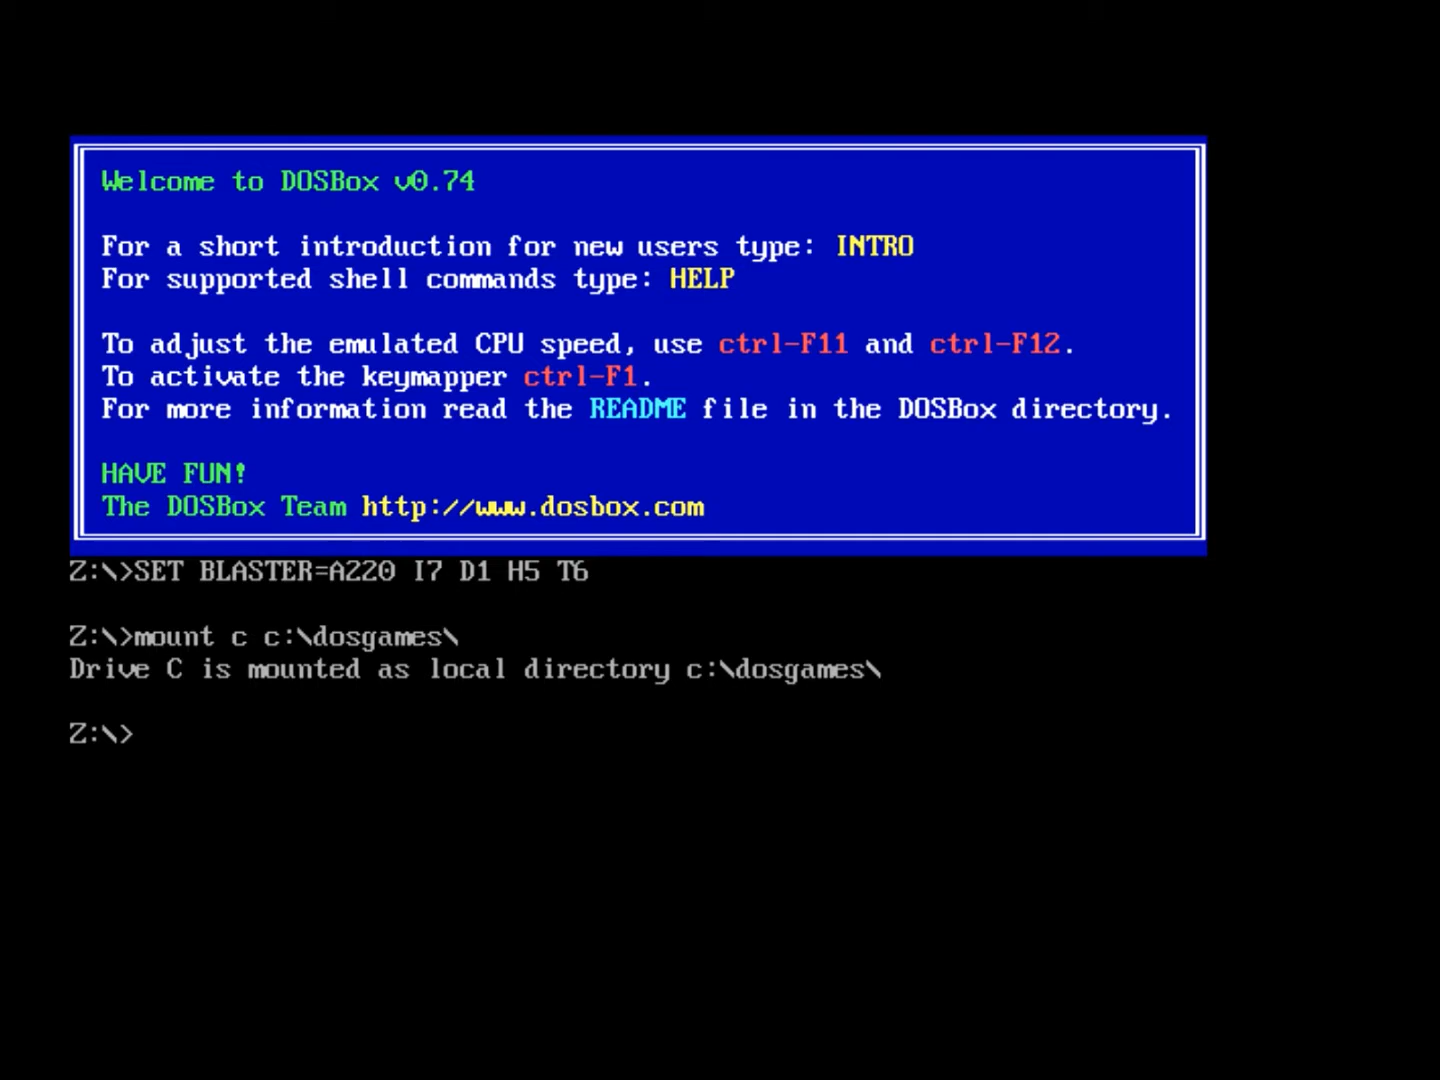 Welcome to DOSBox v0.74
For a short introduction for new users type: INTRO
For supported shell commands type: HELP
To adjust the emulated CPU speed, use ctrl-F11 and ctrl-F12.
To activate the keymapper ctrl-F1.
For more information read the README file in the DOSBox directory.
HAVE FUN!
The DOSBox Team http://www.dosbox.com
Z:\>SET BLASTER=A220 I7 D1 H5 T6
Z:\>mount c c:\dosgames\
Drive C is mounted as local directory c:\dosgames\
Z:\>